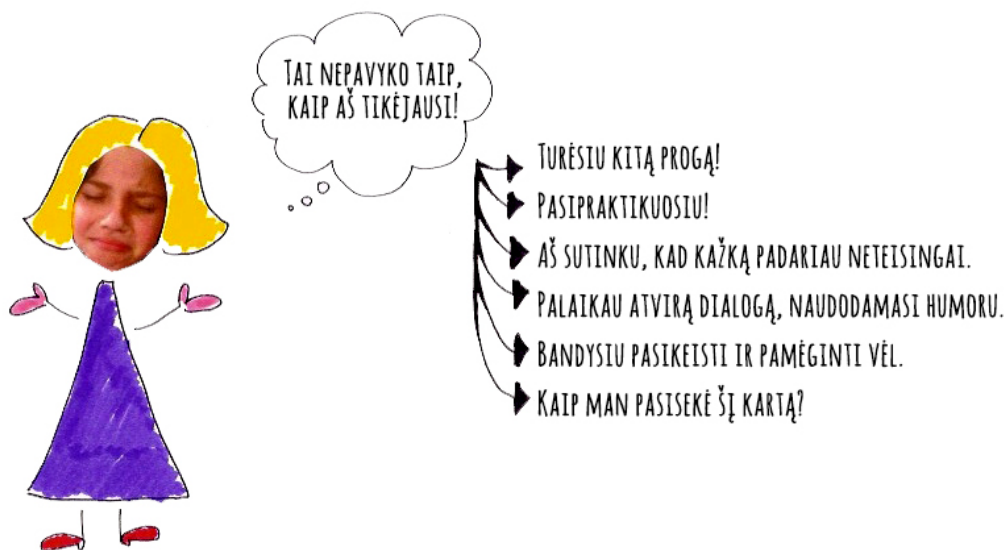 TAI NEPAVYKO TAIP,
KAIP AŠ TIKĖJAUSI!
TURĖSIU KITĄ PROGĄ!
PASIPRAKTIKUOSIU!
AŠ SUTINKU, KAD KAŽKĄ PADARIAU NETEISINGAI.
PALAIKAU ATVIRĄ DIALOGĄ, NAUDODAMASI HUMORU.
BANDYSIU PASIKEISTI IR PAMĖGINTI VĖL.
KAIP MAN PASISEKĖ ŠĮ KARTĄ?